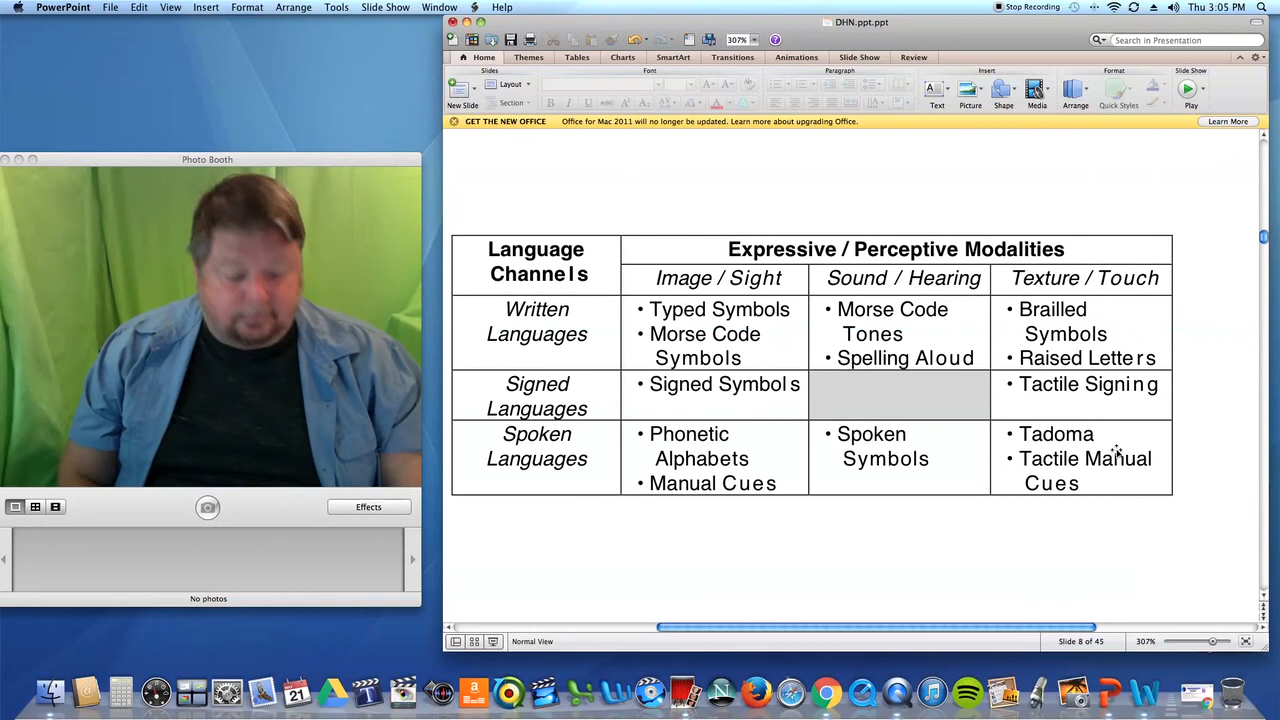 PowerPoint File Edit View Insert Format Arrange Tools Slide Show Window Help Stop Recording Thu 3:05 PM
DHN.ppt.ppt
307% Search in Presentation
Home Themes Tables Charts SmartArt Transitions Animations Slide Show Review
Slides Font Paragraph Insert Format Slide Show
New Slide Layout Section Text Picture Shape Media Arrange Quick Styles Play
GET THE NEW OFFICE Office for Mac 2011 will no longer be updated. Learn more about upgrading Office. Learn More
Photo Booth
Effects
No photos
Language
Channels
Expressive / Perceptive Modalities
Image / Sight Sound / Hearing Texture / Touch
Written
Languages
• Typed Symbols
• Morse Code
Symbols
• Morse Code
Tones
• Spelling Aloud
• Brailled
Symbols
• Raised Letters
Signed
Languages
• Signed Symbols
• Tactile Signing
Spoken
Languages
• Phonetic
Alphabets
• Manual Cues
• Spoken
Symbols
• Tadoma
• Tactile Manual
Cues
Normal View Slide 8 of 45 307%